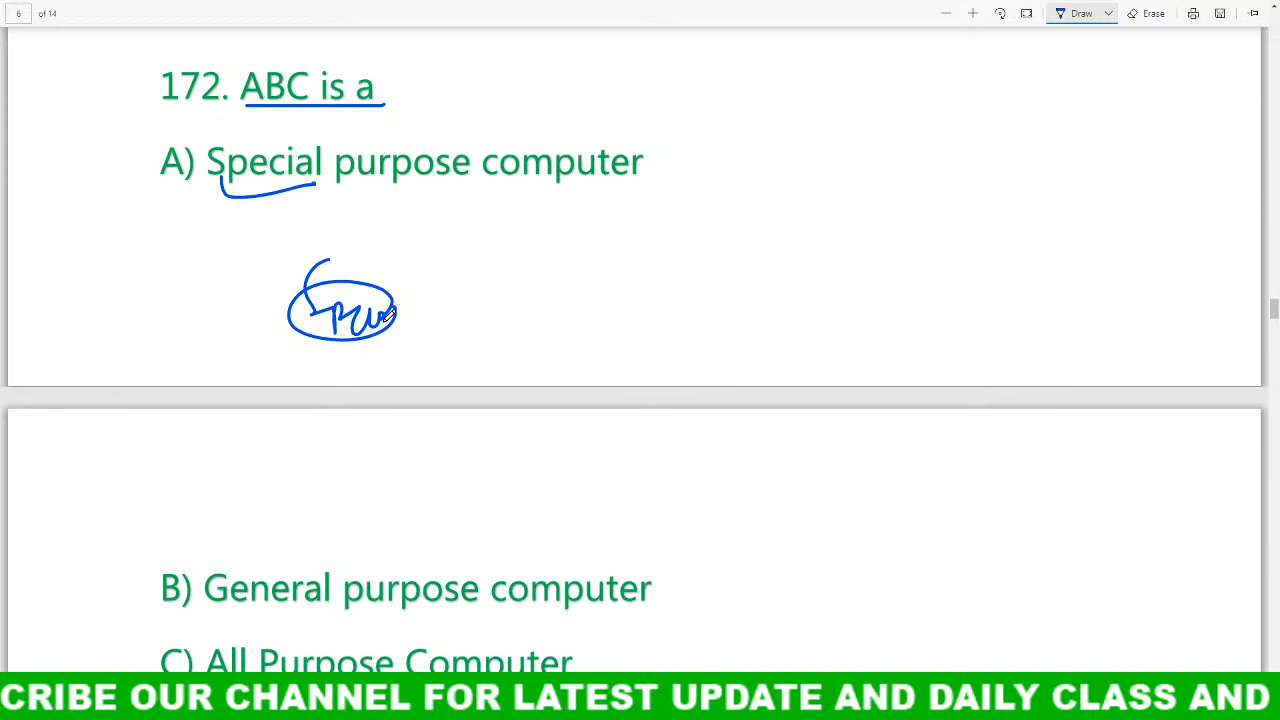 6 of 14 Draw Erase
172. ABC is a
A) Special purpose computer
B) General purpose computer
C) All Purpose Computer
CRIBE OUR CHANNEL FOR LATEST UPDATE AND DAILY CLASS AND